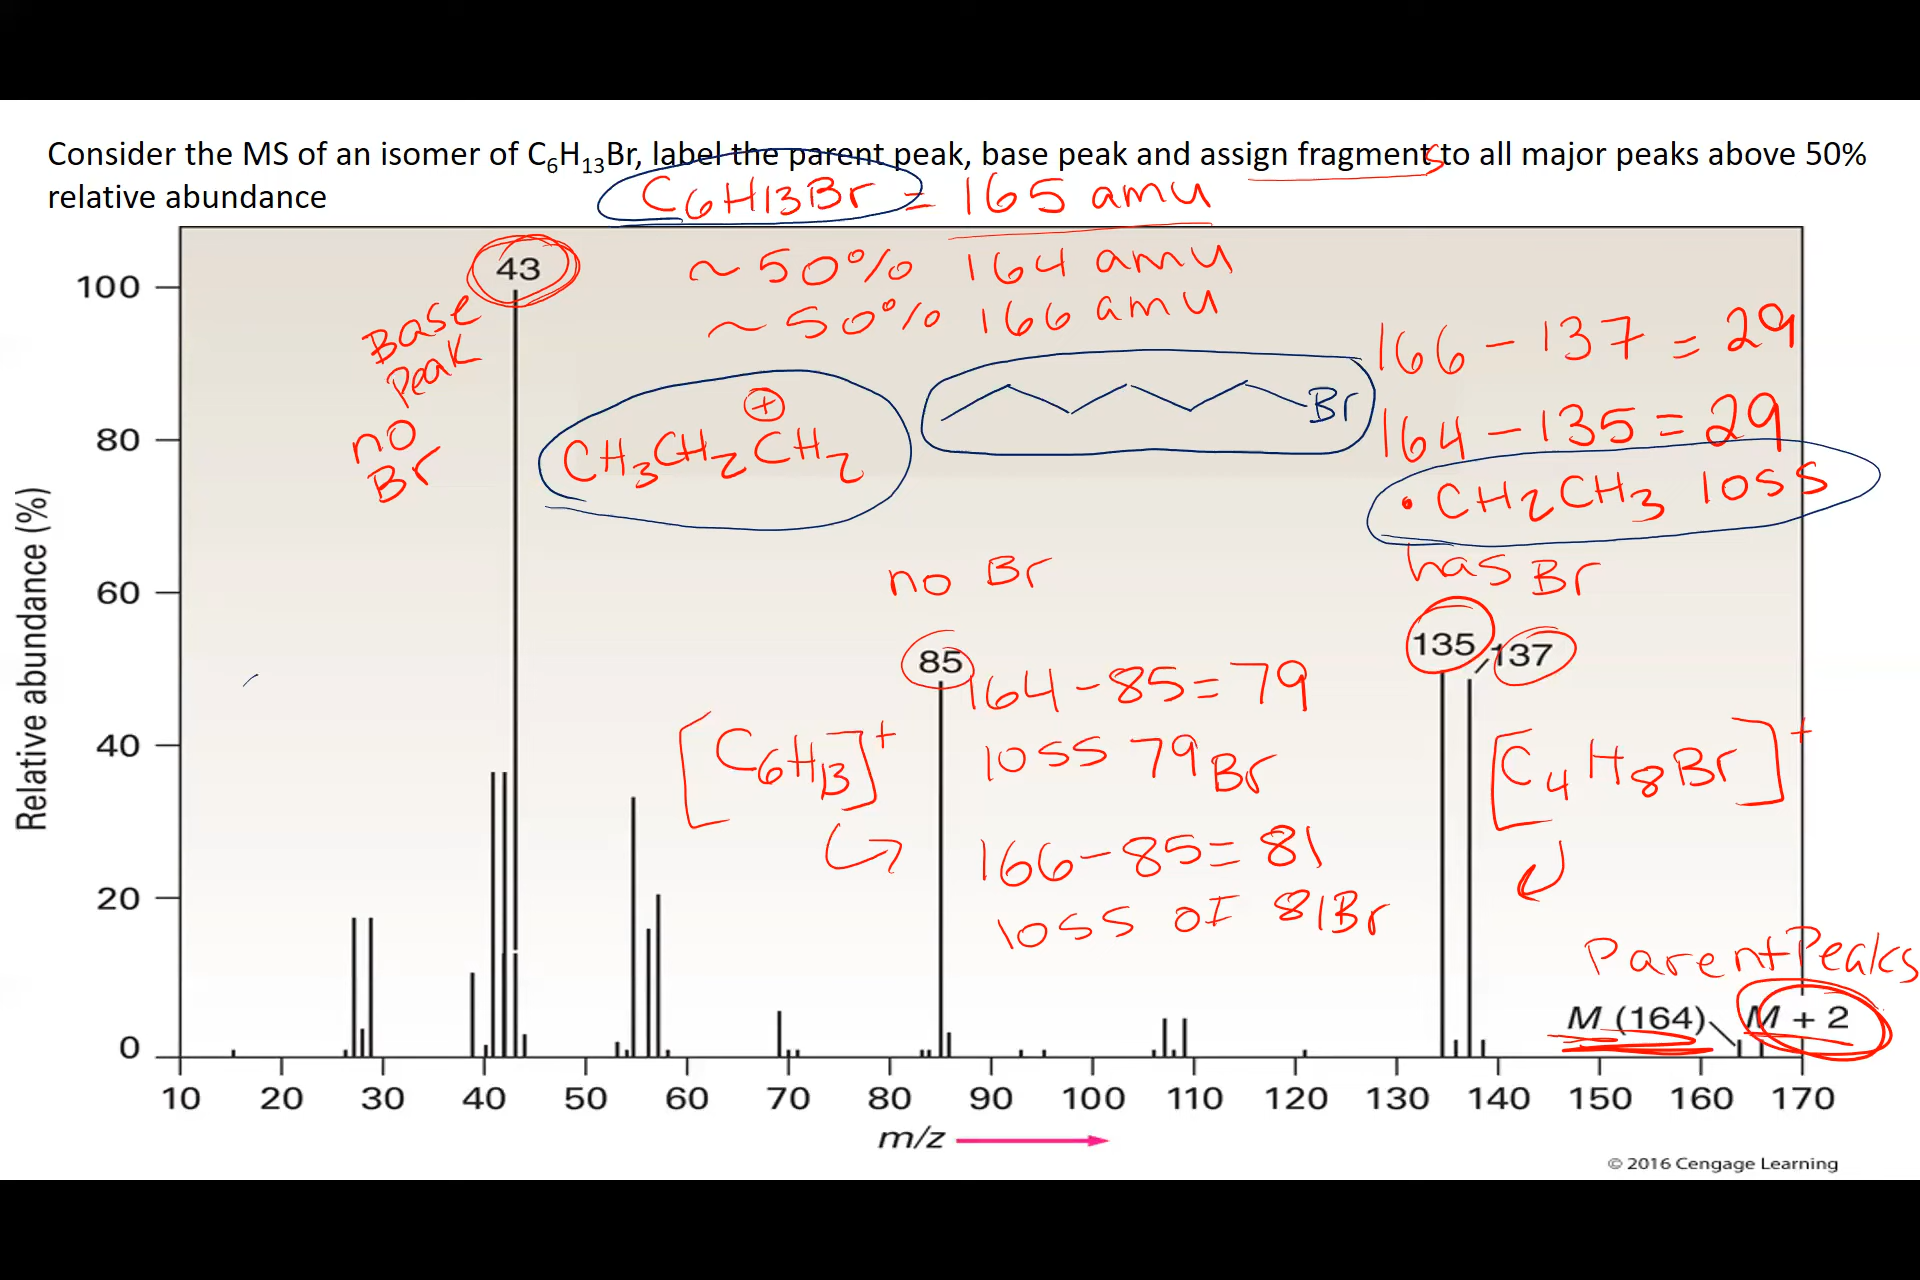 Consider the MS of an isomer of C₆H₁₃Br, label the parent peak, base peak and assign fragments to all major peaks above 50%
relative abundance
C6H13Br = 165 amu
~50% 164 amu
~50% 166 amu
43
Base
Peak
no
Br
CH3CH2CH2
+
Br
166 - 137 = 29
164 - 135 = 29
• CH2CH3 loss
has Br
135
137
no Br
85
164 - 85 = 79
loss 79Br
[C6H13]+
166 - 85 = 81
loss of 81Br
[C4H8Br]+
Parent Peaks
M (164)
M + 2
Relative abundance (%)
100
80
60
40
20
0
10 20 30 40 50 60 70 80 90 100 110 120 130 140 150 160 170
m/z
© 2016 Cengage Learning